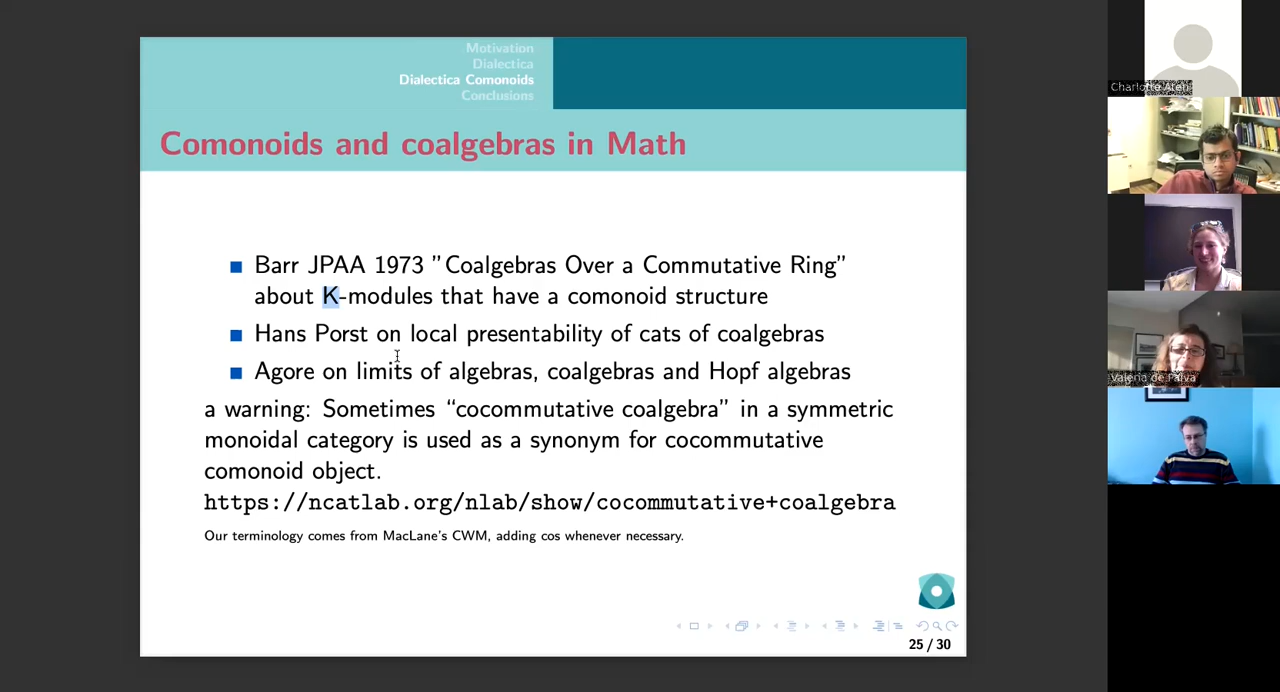 Motivation
Dialectica
Dialectica Comonoids
Conclusions
Comonoids and coalgebras in Math
Barr JPAA 1973 ”Coalgebras Over a Commutative Ring”
about K-modules that have a comonoid structure
Hans Porst on local presentability of cats of coalgebras
Agore on limits of algebras, coalgebras and Hopf algebras
a warning: Sometimes “cocommutative coalgebra” in a symmetric
monoidal category is used as a synonym for cocommutative
comonoid object.
https://ncatlab.org/nlab/show/cocommutative+coalgebra
Our terminology comes from MacLane's CWM, adding cos whenever necessary.
25 / 30
Charlotte Aten
Valeria de Paiva